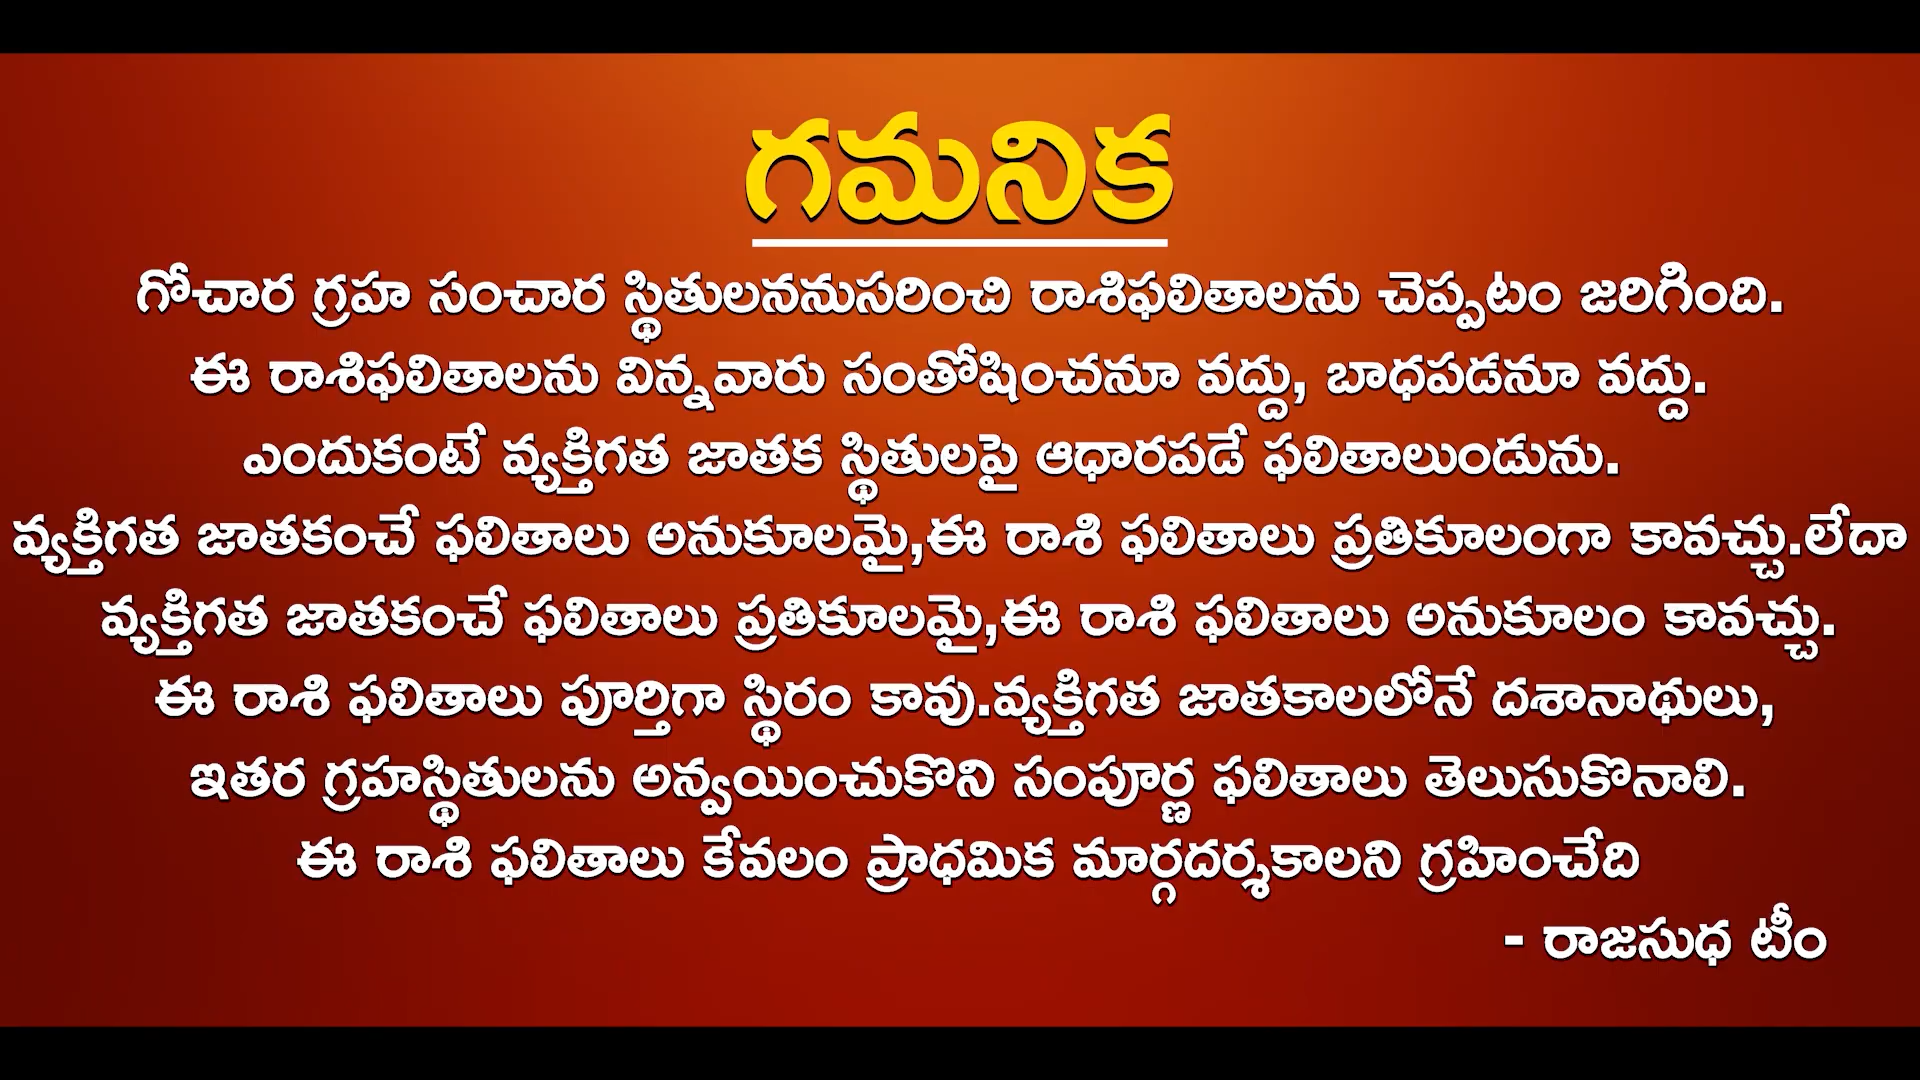 గమనిక
గోచార గ్రహ సంచార స్థితులననుసరించి రాశిఫలితాలను చెప్పటం జరిగింది.
ఈ రాశిఫలితాలను విన్నవారు సంతోషించనూ వద్దు, బాధపడనూ వద్దు.
ఎందుకంటే వ్యక్తిగత జాతక స్థితులపై ఆధారపడే ఫలితాలుండును.
వ్యక్తిగత జాతకంచే ఫలితాలు అనుకూలమై,ఈ రాశి ఫలితాలు ప్రతికూలంగా కావచ్చు.లేదా
వ్యక్తిగత జాతకంచే ఫలితాలు ప్రతికూలమై,ఈ రాశి ఫలితాలు అనుకూలం కావచ్చు.
ఈ రాశి ఫలితాలు పూర్తిగా స్థిరం కావు.వ్యక్తిగత జాతకాలలోనే దశానాథులు,
ఇతర గ్రహస్థితులను అన్వయించుకొని సంపూర్ణ ఫలితాలు తెలుసుకొనాలి.
ఈ రాశి ఫలితాలు కేవలం ప్రాధమిక మార్గదర్శకాలని గ్రహించేది
- రాజసుధ టీం